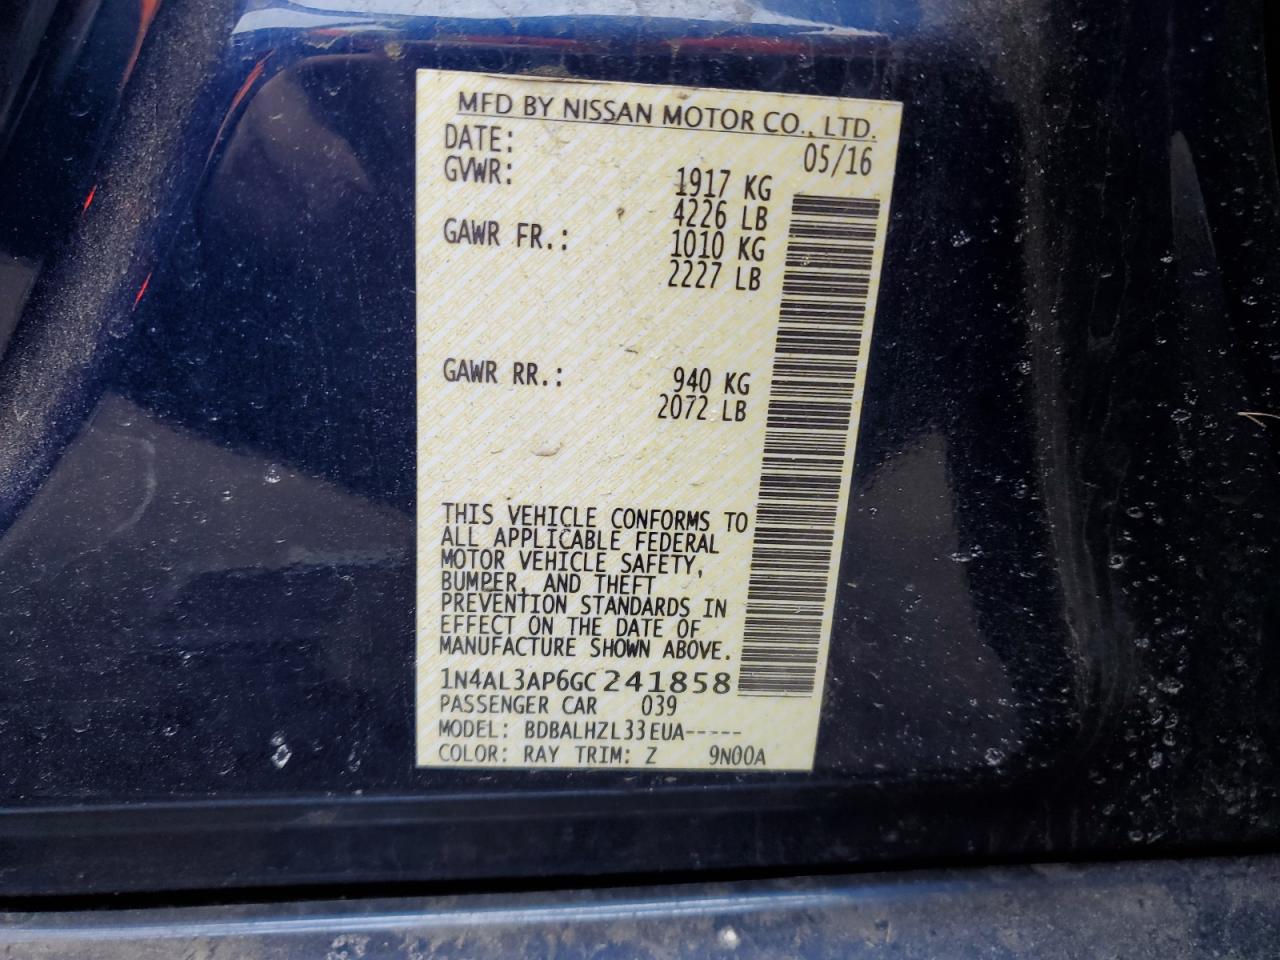 MFD BY NISSAN MOTOR CO., LTD.
DATE: 05/16
GVWR: 1917 KG
4226 LB
GAWR FR.: 1010 KG
2227 LB
GAWR RR.: 940 KG
2072 LB
THIS VEHICLE CONFORMS TO
ALL APPLICABLE FEDERAL
MOTOR VEHICLE SAFETY,
BUMPER, AND THEFT
PREVENTION STANDARDS IN
EFFECT ON THE DATE OF
MANUFACTURE SHOWN ABOVE.
1N4AL3AP6GC241858
PASSENGER CAR 039
MODEL: BDBALHZL33EUA-----
COLOR: RAY TRIM: Z 9N00A